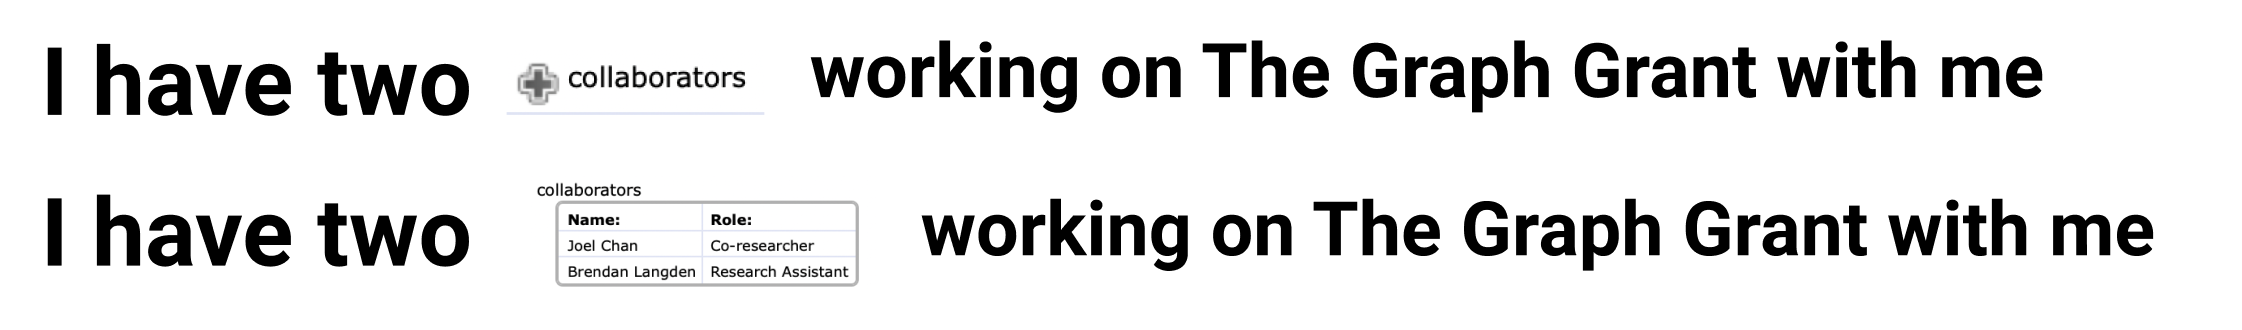 I have two collaborators working on The Graph Grant with me
collaborators
I have two working on The Graph Grant with me
Name: Role:
Joel Chan Co-researcher
Brendan Langden Research Assistant